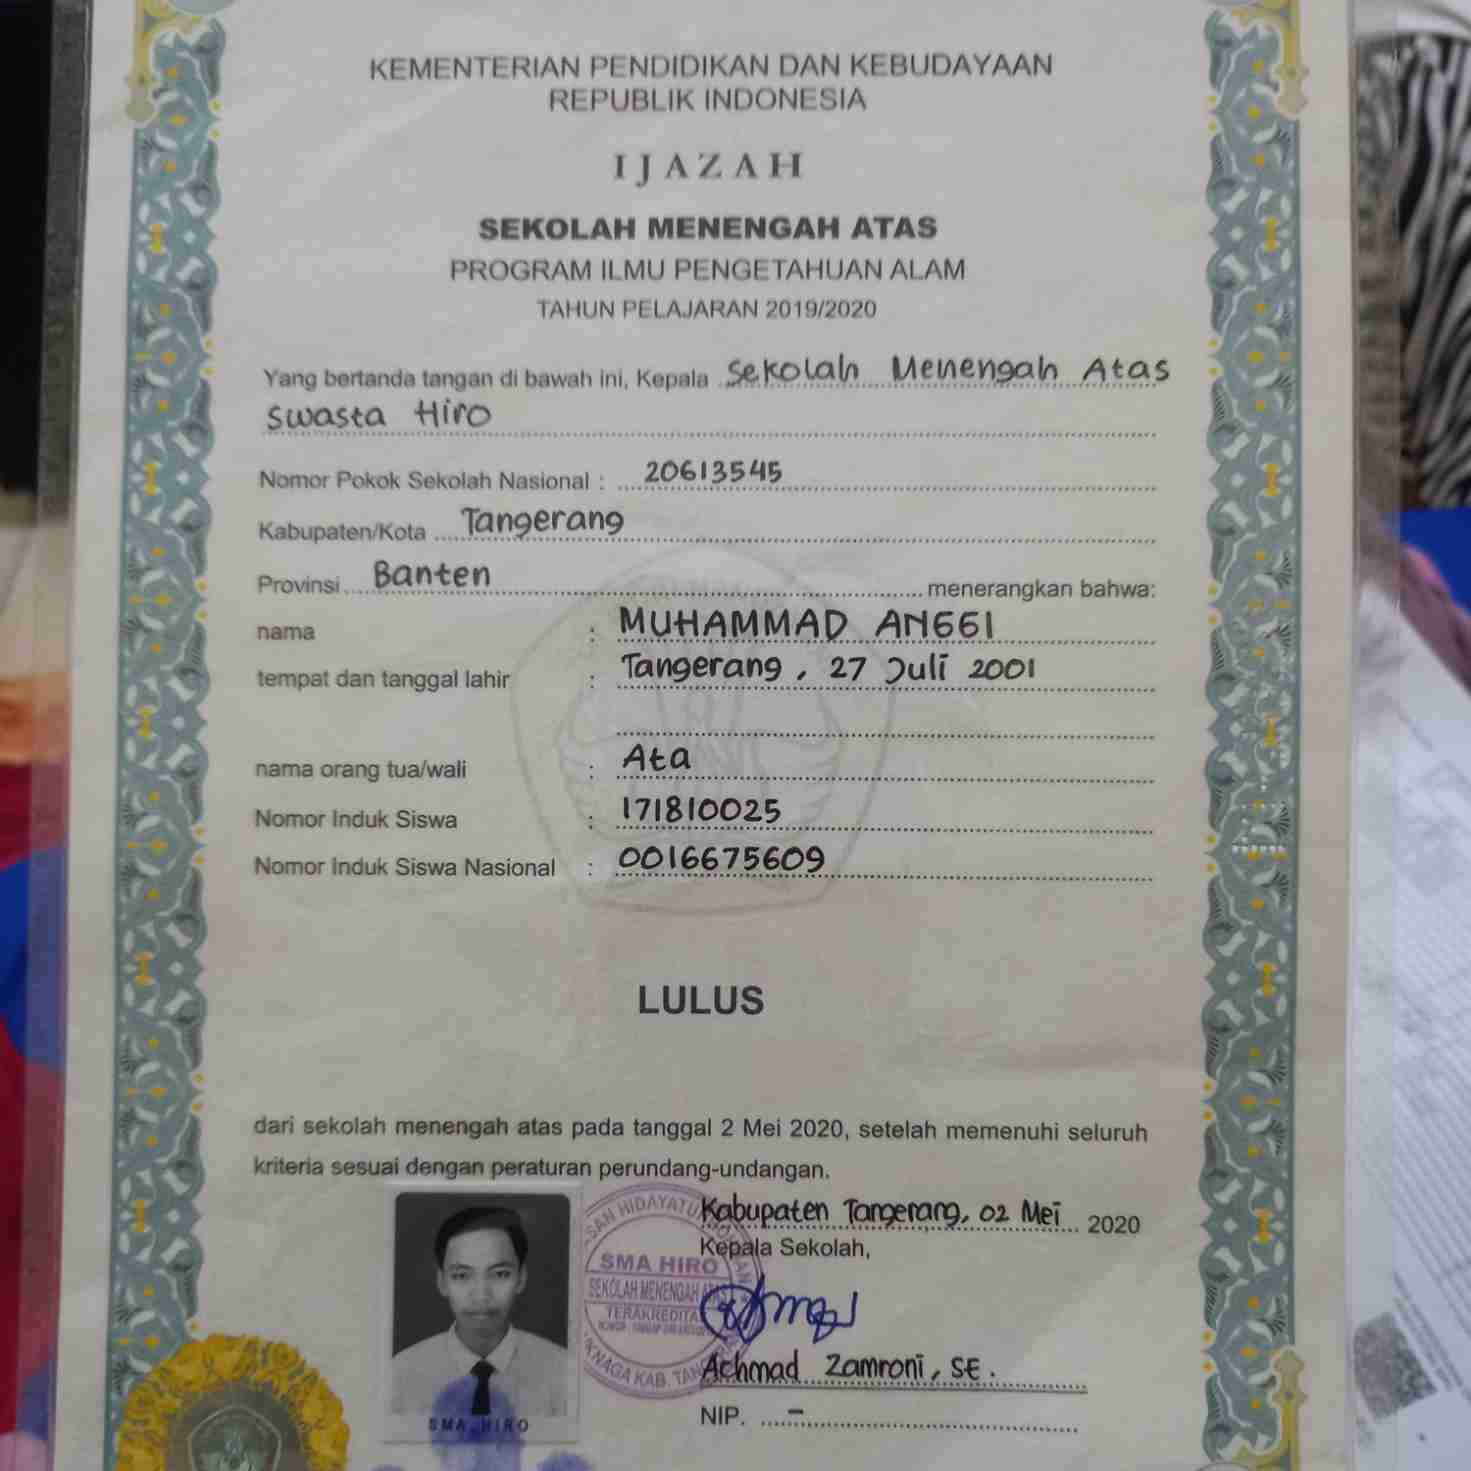 KEMENTERIAN PENDIDIKAN DAN KEBUDAYAAN
REPUBLIK INDONESIA
IJAZAH
SEKOLAH MENENGAH ATAS
PROGRAM ILMU PENGETAHUAN ALAM
TAHUN PELAJARAN 2019/2020
Yang bertanda tangan di bawah ini, Kepala Sekolah Menengah Atas
Swasta Hiro
Nomor Pokok Sekolah Nasional : 20613545
Kabupaten/Kota Tangerang
Provinsi Banten menerangkan bahwa:
nama : MUHAMMAD ANGGI
tempat dan tanggal lahir : Tangerang, 27 Juli 2001
nama orang tua/wali : Ata
Nomor Induk Siswa : 171810025
Nomor Induk Siswa Nasional : 0016675609
LULUS
dari sekolah menengah atas pada tanggal 2 Mei 2020, setelah memenuhi seluruh
kriteria sesuai dengan peraturan perundang-undangan.
Kabupaten Tangerang, 02 Mei 2020
Kepala Sekolah,
SMA HIRO
SEKOLAH MENENGAH
Achmad Zamroni, SE.
NIP. -
SMA HIRO